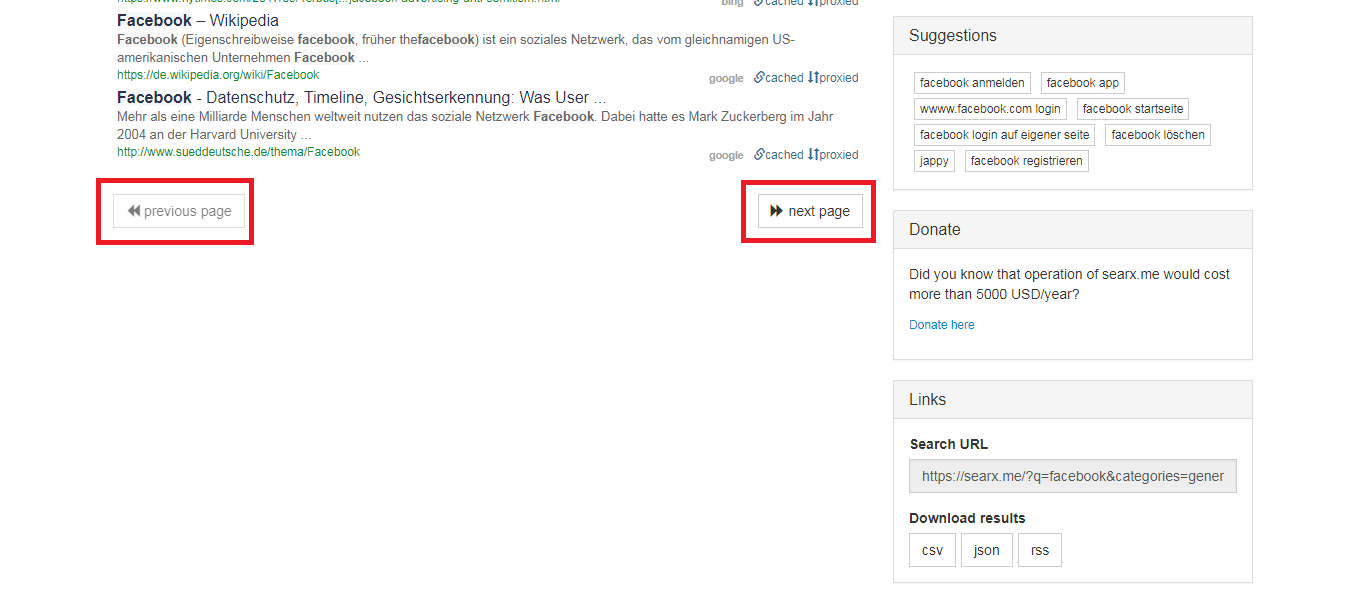 Facebook – Wikipedia
Facebook (Eigenschreibweise facebook, früher thefacebook) ist ein soziales Netzwerk, das vom gleichnamigen US-
amerikanischen Unternehmen Facebook ...
https://de.wikipedia.org/wiki/Facebook
google cached proxied
Facebook - Datenschutz, Timeline, Gesichtserkennung: Was User ...
Mehr als eine Milliarde Menschen weltweit nutzen das soziale Netzwerk Facebook. Dabei hatte es Mark Zuckerberg im Jahr
2004 an der Harvard University ...
http://www.sueddeutsche.de/thema/Facebook
google cached proxied
previous page
next page
Suggestions
facebook anmelden facebook app
wwww.facebook.com login facebook startseite
facebook login auf eigener seite facebook löschen
jappy facebook registrieren
Donate
Did you know that operation of searx.me would cost
more than 5000 USD/year?
Donate here
Links
Search URL
https://searx.me/?q=facebook&categories=gener
Download results
csv json rss